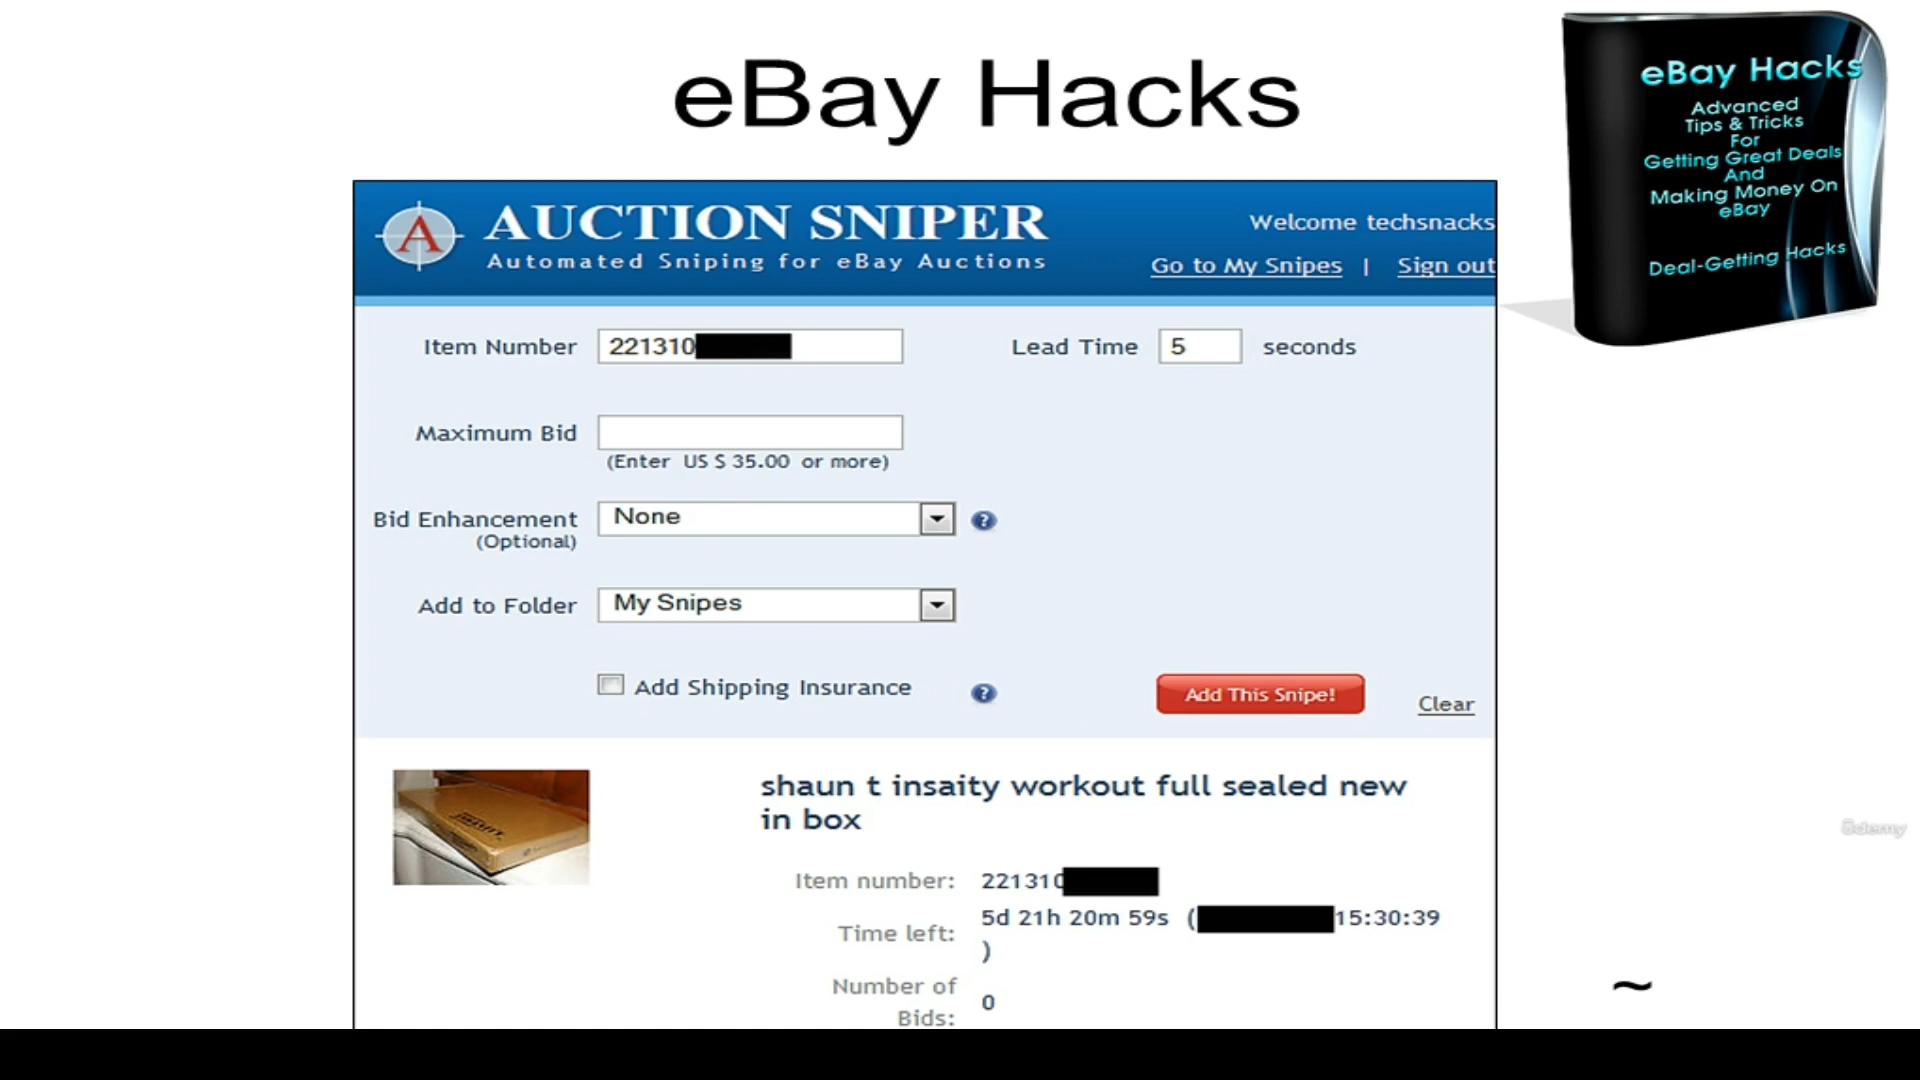 eBay Hacks
eBay Hacks
Advanced
Tips & Tricks
For
Getting Great Deals
And
Making Money On
eBay
Deal-Getting Hacks
A
AUCTION SNIPER
Automated Sniping for eBay Auctions
Welcome techsnacks
Go to My Snipes | Sign out
Item Number 221310 Lead Time 5 seconds
Maximum Bid
(Enter US $ 35.00 or more)
Bid Enhancement None ?
(Optional)
Add to Folder My Snipes
Add Shipping Insurance ? Add This Snipe! Clear
INSANITY
shaun t insaity workout full sealed new
in box
Item number: 221310
Time left: 5d 21h 20m 59s ( 15:30:39
)
Number of
Bids: 0
~
ûdemy